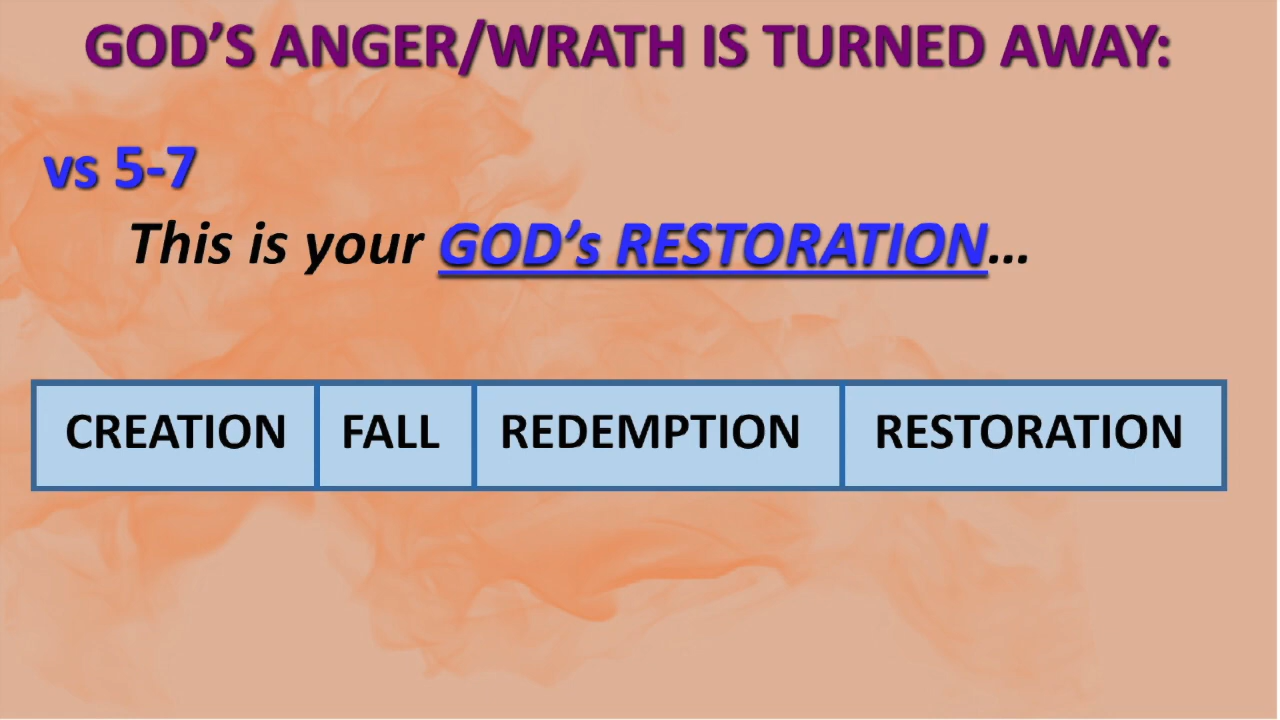 GOD’S ANGER/WRATH IS TURNED AWAY:
vs 5-7
This is your GOD’s RESTORATION…
CREATION FALL REDEMPTION RESTORATION